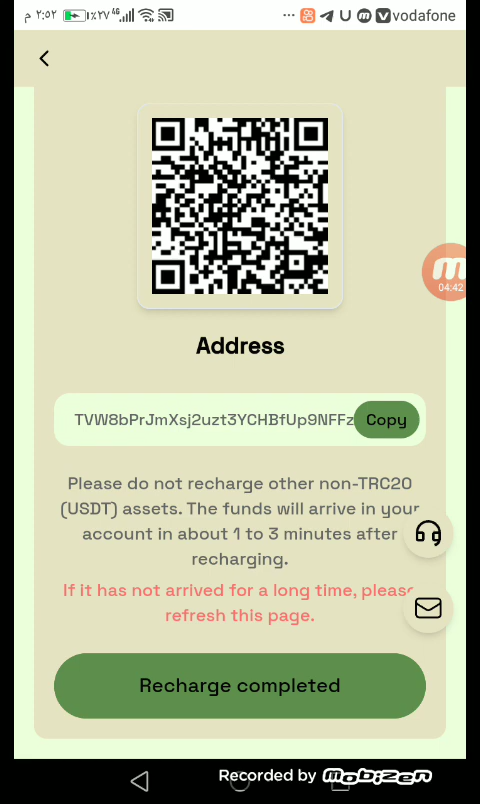 ٢:٥٢ م ٪٢٧ 4G ... vodafone
04:42
Address
TVW8bPrJmXsj2uzt3YCHBfUp9NFFz Copy
Please do not recharge other non-TRC20
(USDT) assets. The funds will arrive in your
account in about 1 to 3 minutes after
recharging.
If it has not arrived for a long time, please
refresh this page.
Recharge completed
Recorded by Mobizen